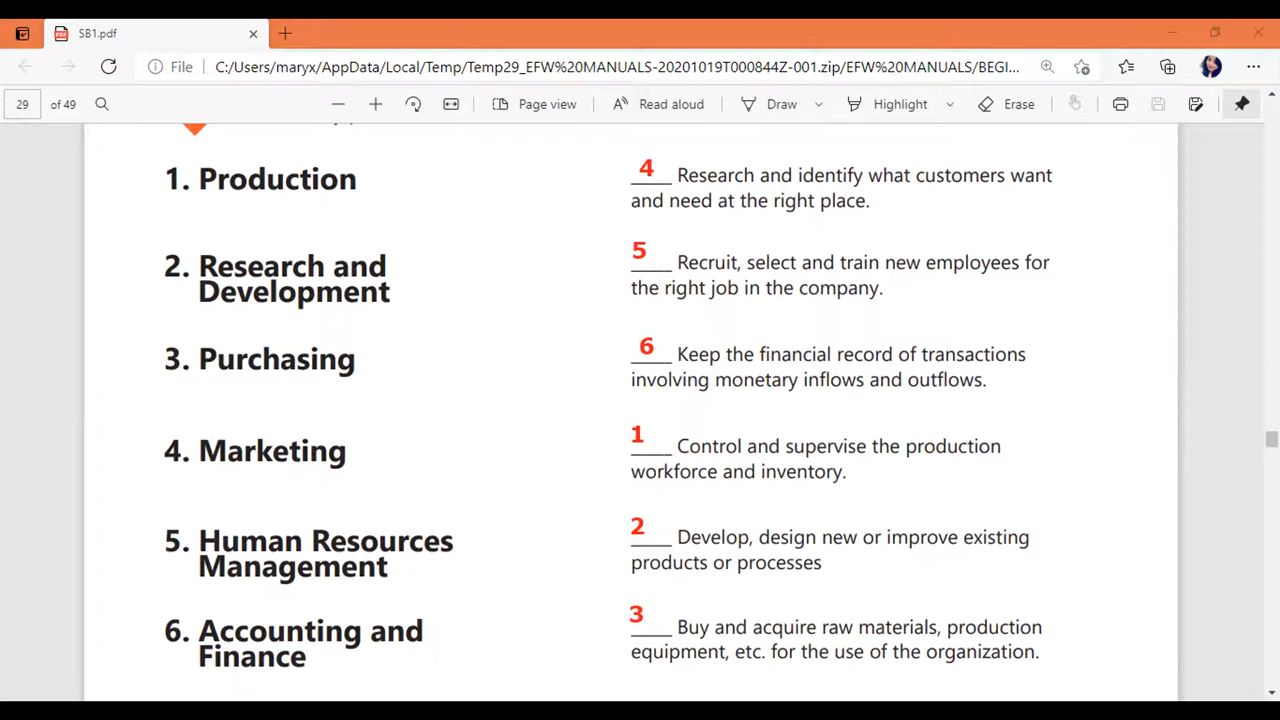 SB1.pdf
File C:/Users/maryx/AppData/Local/Temp/Temp29_EFW%20MANUALS-20201019T000844Z-001.zip/EFW%20MANUALS/BEGI...
29 of 49 Page view Read aloud Draw Highlight Erase
1. Production
2. Research and
Development
3. Purchasing
4. Marketing
5. Human Resources
Management
6. Accounting and
Finance
4 ____ Research and identify what customers want
and need at the right place.
5 ____ Recruit, select and train new employees for
the right job in the company.
6 ____ Keep the financial record of transactions
involving monetary inflows and outflows.
1 ____ Control and supervise the production
workforce and inventory.
2 ____ Develop, design new or improve existing
products or processes
3 ____ Buy and acquire raw materials, production
equipment, etc. for the use of the organization.